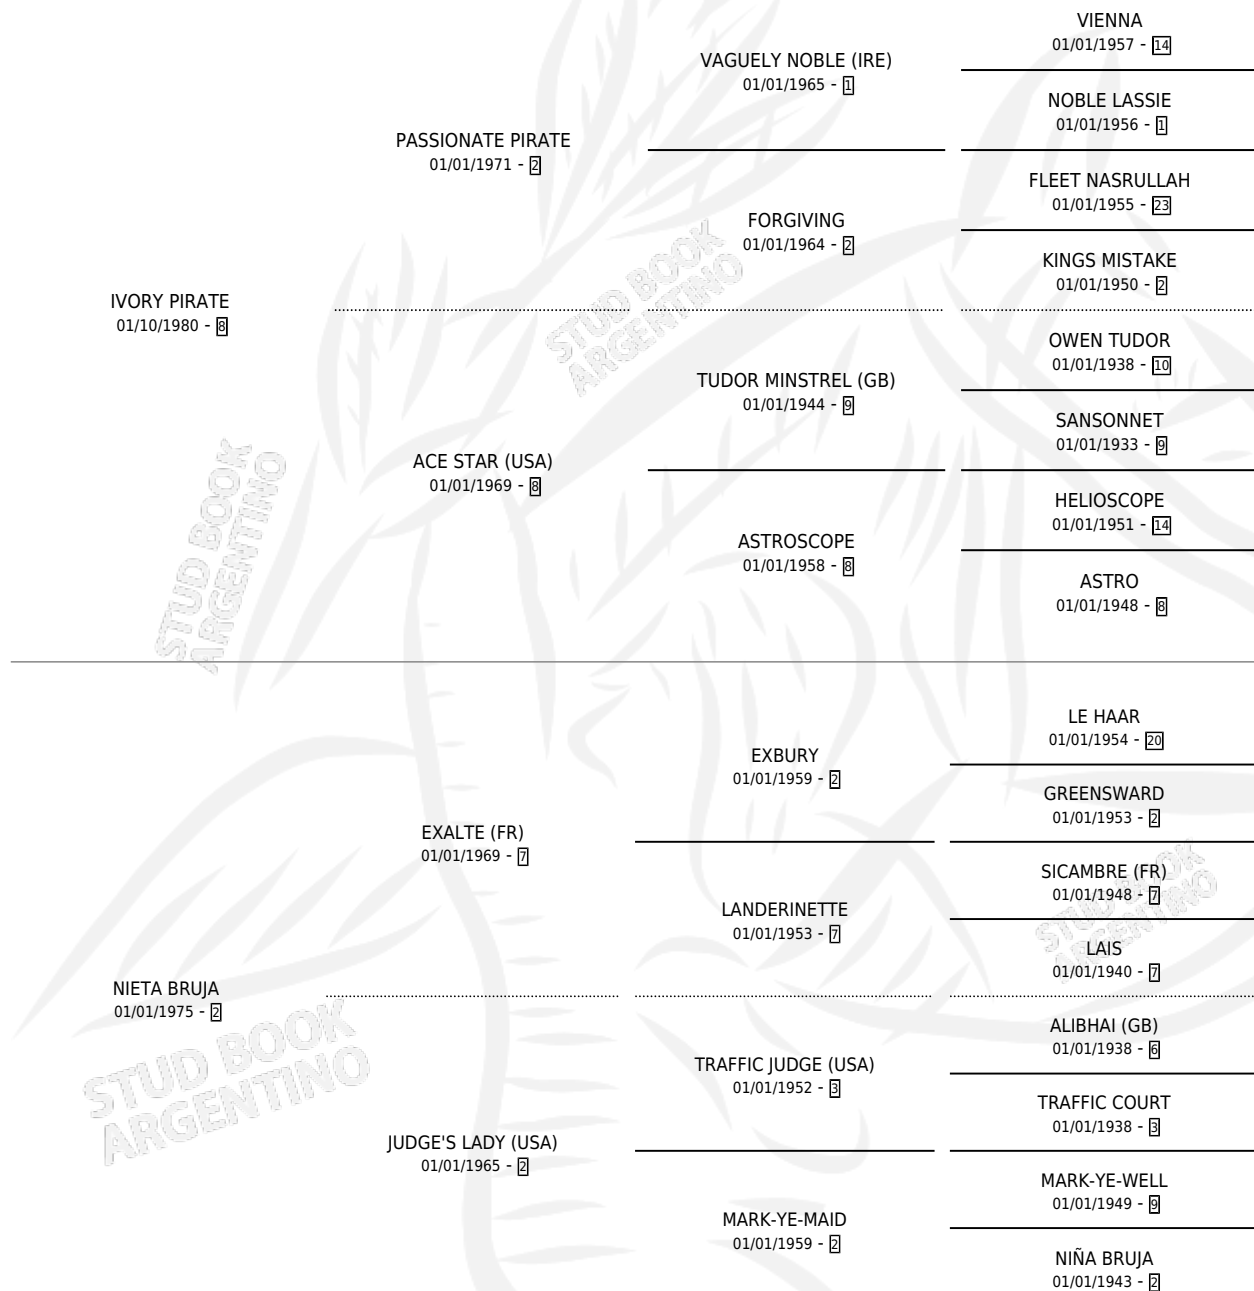 VIENNA
01/01/1957 - 14
VAGUELY NOBLE (IRE)
01/01/1965 - 1
NOBLE LASSIE
01/01/1956 - 1
PASSIONATE PIRATE
01/01/1971 - 2
FLEET NASRULLAH
01/01/1955 - 23
FORGIVING
01/01/1964 - 2
KINGS MISTAKE
01/01/1950 - 2
IVORY PIRATE
01/10/1980 - 8
OWEN TUDOR
01/01/1938 - 10
TUDOR MINSTREL (GB)
01/01/1944 - 9
SANSONNET
01/01/1933 - 9
ACE STAR (USA)
01/01/1969 - 8
HELIOSCOPE
01/01/1951 - 14
ASTROSCOPE
01/01/1958 - 8
ASTRO
01/01/1948 - 8
LE HAAR
01/01/1954 - 20
EXBURY
01/01/1959 - 2
GREENSWARD
01/01/1953 - 2
EXALTE (FR)
01/01/1969 - 7
SICAMBRE (FR)
01/01/1948 - 7
LANDERINETTE
01/01/1953 - 7
LAIS
01/01/1940 - 7
NIETA BRUJA
01/01/1975 - 2
ALIBHAI (GB)
01/01/1938 - 6
TRAFFIC JUDGE (USA)
01/01/1952 - 3
TRAFFIC COURT
01/01/1938 - 3
JUDGE'S LADY (USA)
01/01/1965 - 2
MARK-YE-WELL
01/01/1949 - 9
MARK-YE-MAID
01/01/1959 - 2
NIÑA BRUJA
01/01/1943 - 2
STUD BOOK
ARGENTINO
STUD BOOK
ARGENTINO
STUD BOOK
ARGENTINO
STUD BOOK
ARGENTINO